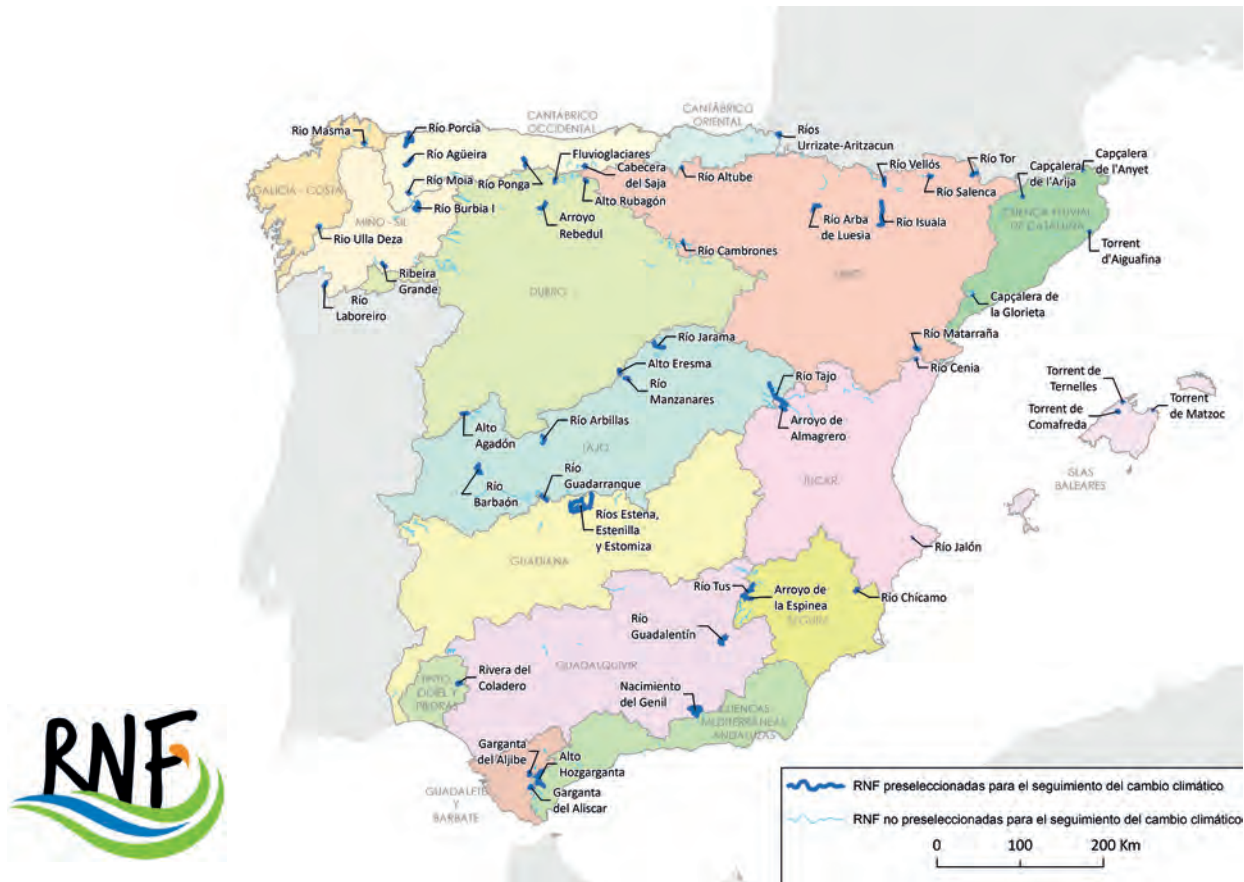 CANTÁBRICO
ORIENTAL
CANTÁBRICO
OCCIDENTAL
Rio Masma
Río Porcia
Ríos
Urrizate-Aritzacun
Río Agüeira
Fluvioglaciares
Río Vellós
Río Tor
Capçalera
de l'Anyet
Capçalera
de l'Arija
Cabecera
del Saja
Río Altube
Río Moia
Río Ponga
Río Salenca
GALICIA - COSTA
Alto Rubagón
Río Burbia I
MIÑO - SIL
Arroyo
Rebedul
Río Arba
de Luesia
Río Isuala
CUENCA FLUVIAL
DE CATALUÑA
Rio Ulla Deza
Río Cambrones
Torrent
d'Aiguafina
Ribeira
Grande
DUERO
Río
Laboreiro
Capçalera de
la Glorieta
Río Jarama
Río Matarraña
Alto Eresma
Río Cenia
Río
Manzanares
Río Tajo
Torrent de
Ternelles
Torrent de
Comafreda
Torrent
de Matzoc
Alto
Agadón
Río Arbillas
Arroyo de
Almagrero
TAJO
Río
Barbaón
Río
Guadarranque
JUCAR
ISLAS
BALEARES
Ríos Estena,
Estenilla
y Estomiza
Río Jalón
GUADIANA
Río Tus
Arroyo de
la Espinea
Río Chícamo
SEGURA
Río
Guadalentín
GUADALQUIVIR
Rivera del
Coladero
TINTO,
ODIEL Y
PIEDRAS
Nacimiento
del Genil
CUENCAS
MEDITERRÁNEAS
ANDALUZAS
RNF
Garganta
del Aljibe
Alto
Hozgarganta
Garganta
del Aliscar
GUADALETE
Y
BARBATE
RNF preseleccionadas para el seguimiento del cambio climático
RNF no preseleccionadas para el seguimiento del cambio climático
0 100 200 Km